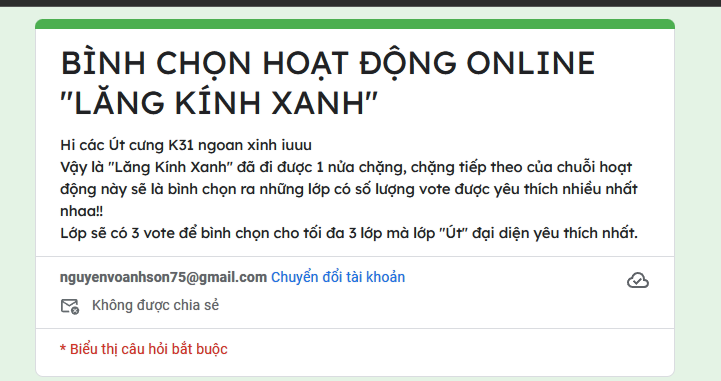 BÌNH CHỌN HOẠT ĐỘNG ONLINE
"LĂNG KÍNH XANH"
Hi các Út cưng K31 ngoan xinh iuuu
Vậy là "Lăng Kính Xanh" đã đi được 1 nửa chặng, chặng tiếp theo của chuỗi hoạt
động này sẽ là bình chọn ra những lớp có số lượng vote được yêu thích nhiều nhất
nhaa!!
Lớp sẽ có 3 vote để bình chọn cho tối đa 3 lớp mà lớp "Út" đại diện yêu thích nhất.
nguyenvoanhson75@gmail.com Chuyển đổi tài khoản
Không được chia sẻ
* Biểu thị câu hỏi bắt buộc